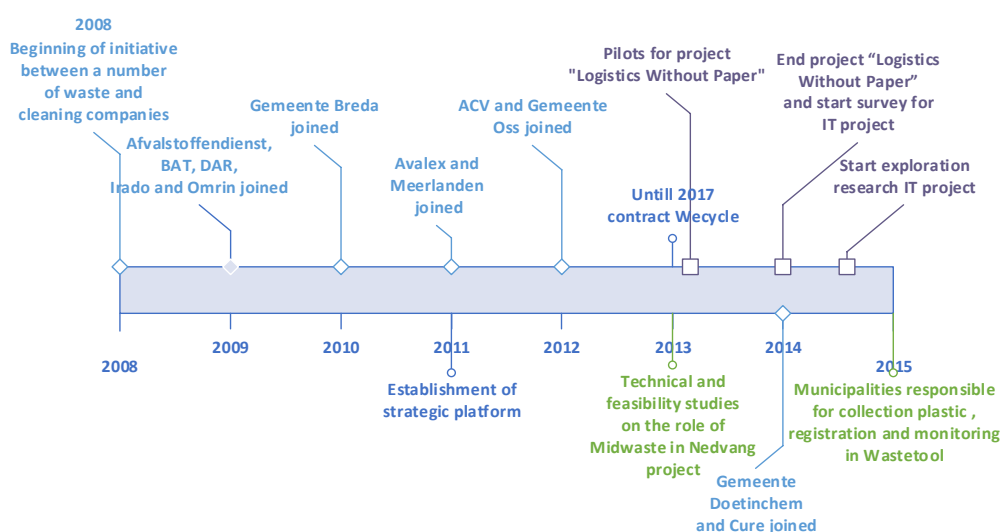 2008
Beginning of initiative
between a number
of waste and
cleaning companies
Afvalstoffendienst,
BAT, DAR,
Irado and Omrin joined
Gemeente Breda
joined
Avalex and
Meerlanden
joined
ACV and Gemeente
Oss joined
Untill 2017
contract Wecycle
Pilots for project
"Logistics Without Paper"
End project “Logistics
Without Paper”
and start survey for
IT project
Start exploration
research IT project
2008
2009
2010
2011
2012
2013
2014
2015
Establishment of
strategic platform
Technical and
feasibility studies
on the role of
Midwaste in Nedvang
project
Gemeente
Doetinchem
and Cure joined
Municipalities responsible
for collection plastic ,
registration and monitoring
in Wastetool